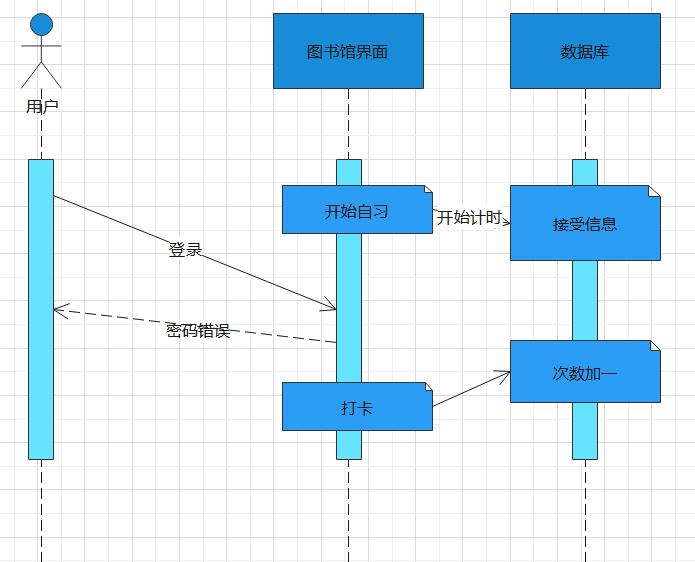 用户
图书馆界面
数据库
开始自习
开始计时
接受信息
登录
密码错误
次数加一
打卡